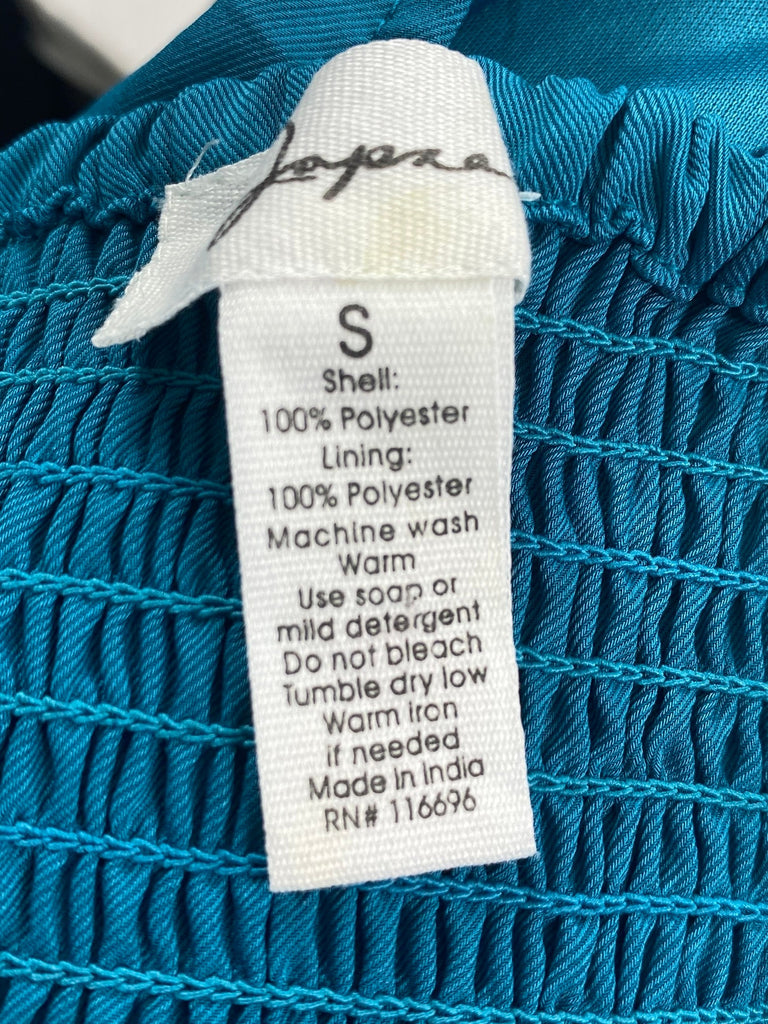 Japna
S
Shell:
100% Polyester
Lining:
100% Polyester
Machine wash
Warm
Use soap or
mild detergent
Do not bleach
Tumble dry low
Warm iron
if needed
Made in India
RN# 116696